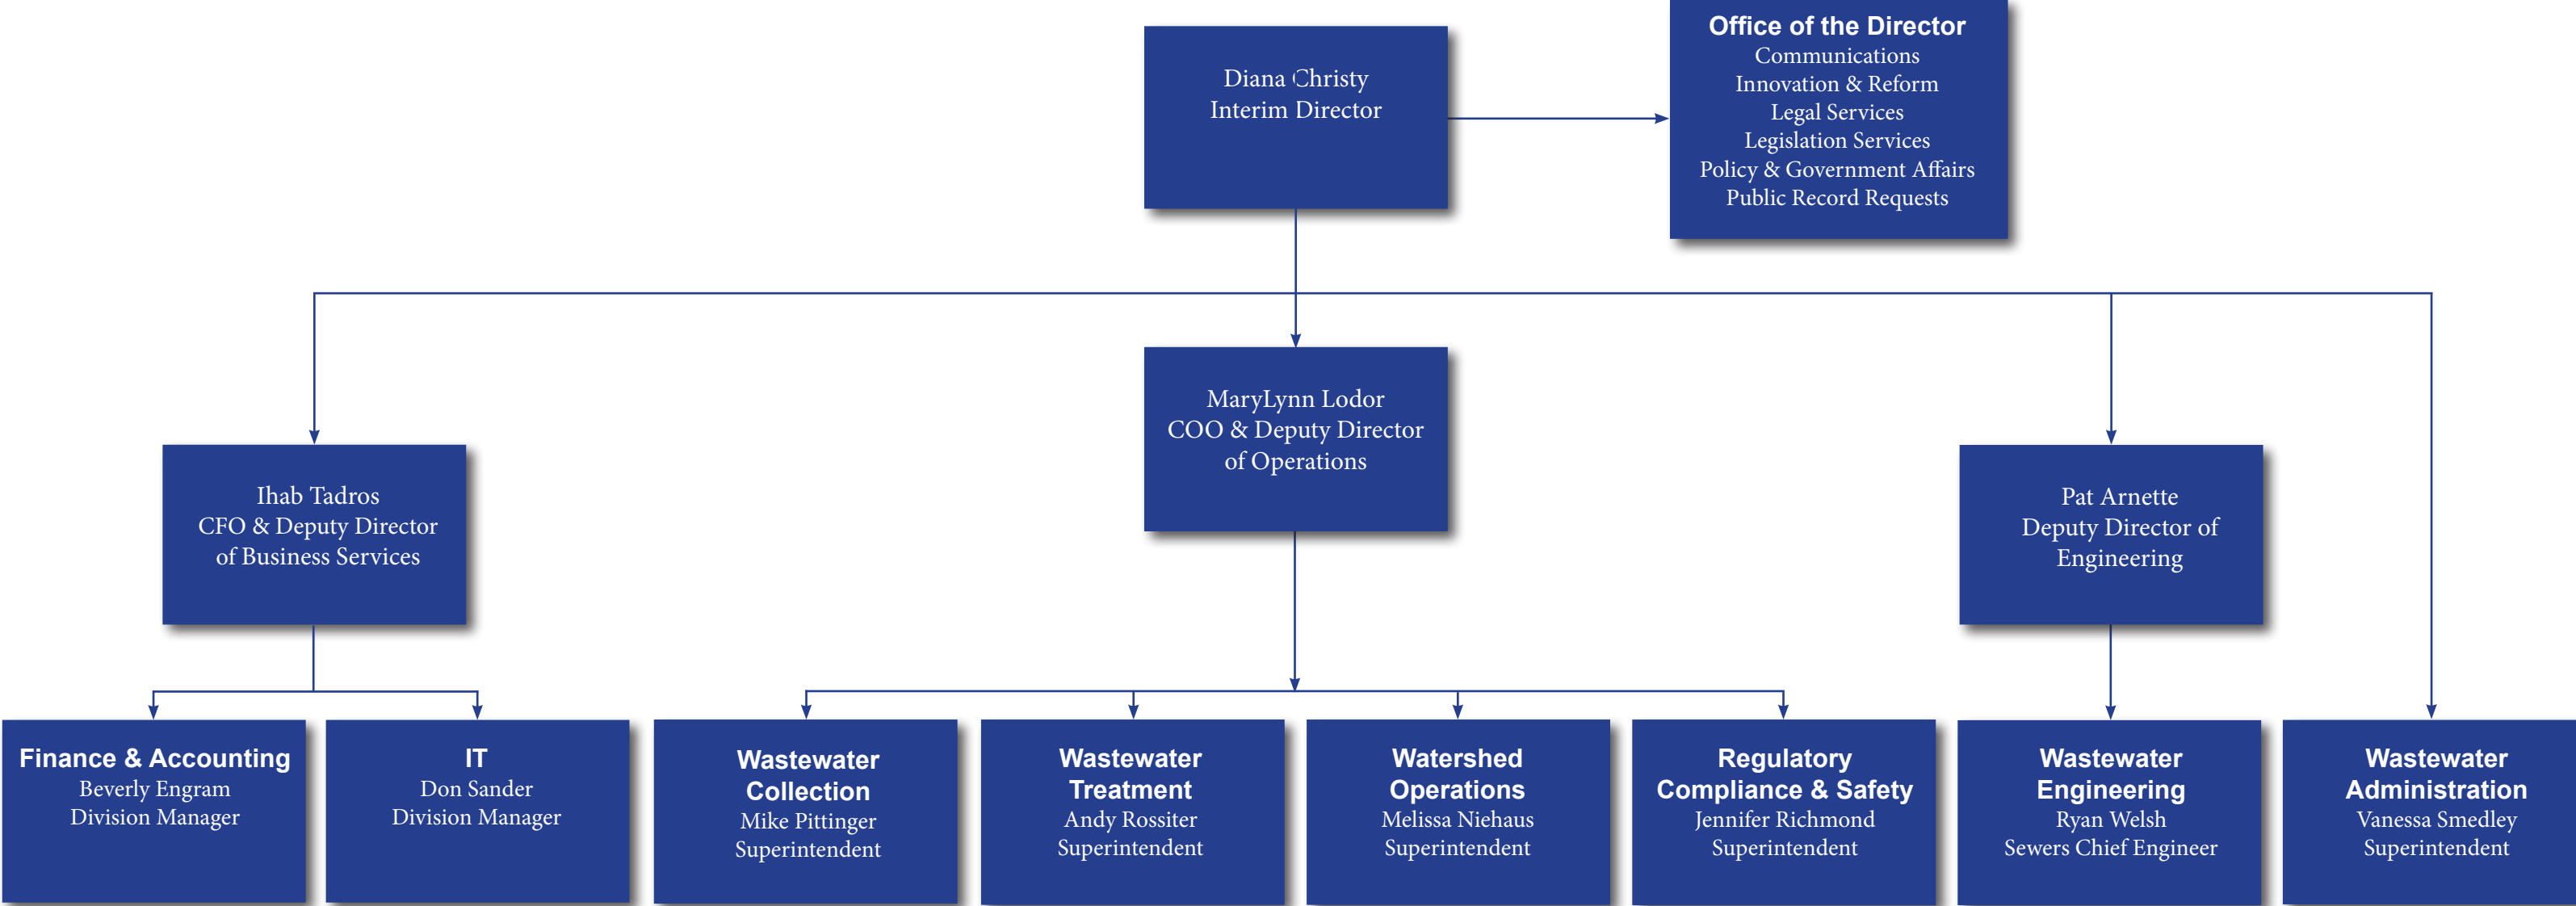 Diana Christy
Interim Director
Office of the Director
Communications
Innovation & Reform
Legal Services
Legislation Services
Policy & Government Affairs
Public Record Requests
MaryLynn Lodor
COO & Deputy Director
of Operations
Ihab Tadros
CFO & Deputy Director
of Business Services
Pat Arnette
Deputy Director of
Engineering
Finance & Accounting
Beverly Engram
Division Manager
IT
Don Sander
Division Manager
Wastewater
Collection
Mike Pittinger
Superintendent
Wastewater
Treatment
Andy Rossiter
Superintendent
Watershed
Operations
Melissa Niehaus
Superintendent
Regulatory
Compliance & Safety
Jennifer Richmond
Superintendent
Wastewater
Engineering
Ryan Welsh
Sewers Chief Engineer
Wastewater
Administration
Vanessa Smedley
Superintendent